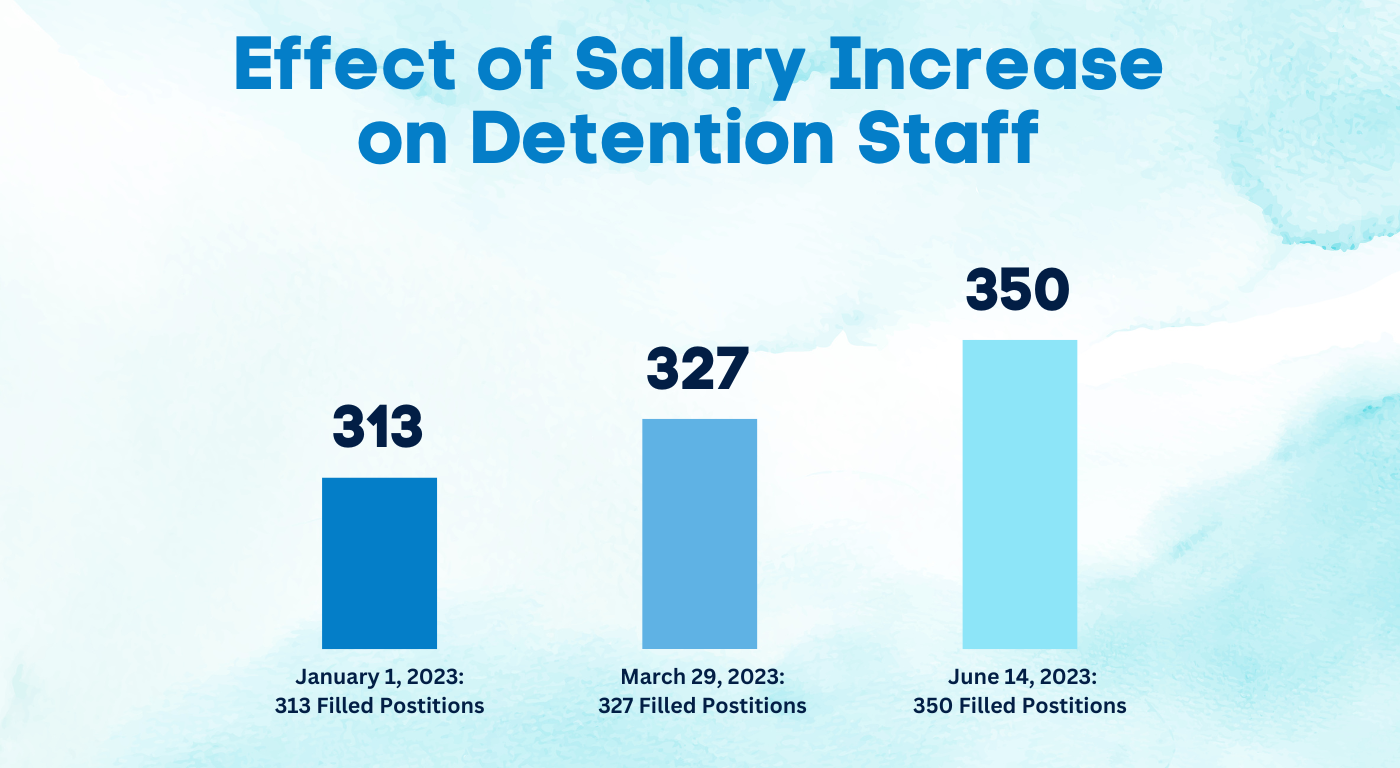 Effect of Salary Increase
on Detention Staff
313
327
350
January 1, 2023:
313 Filled Postitions
March 29, 2023:
327 Filled Postitions
June 14, 2023:
350 Filled Postitions